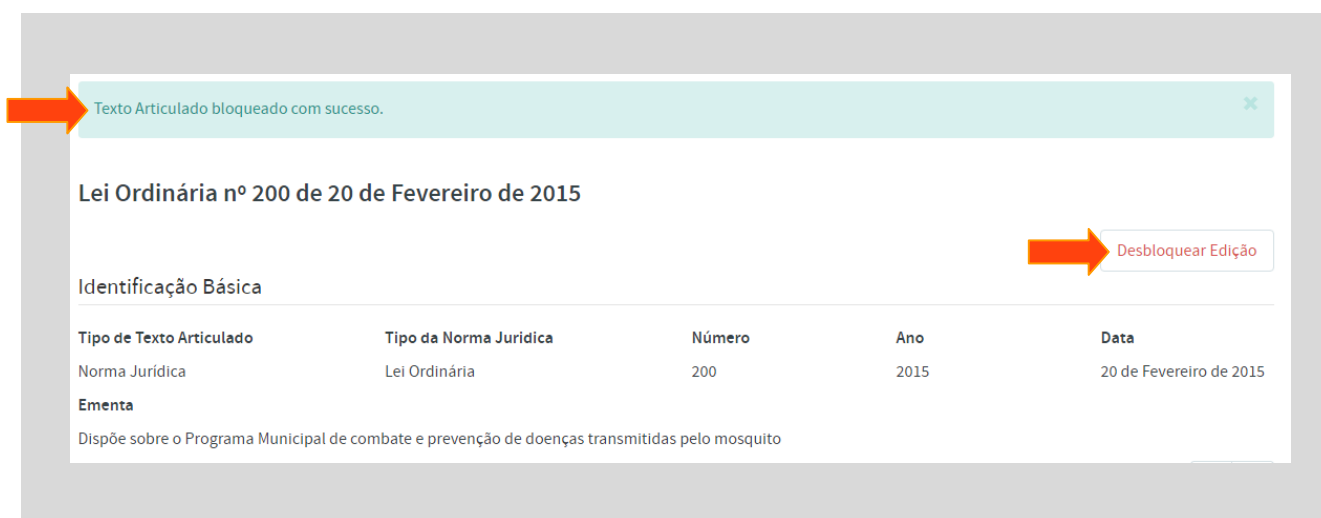 Texto Articulado bloqueado com sucesso.
×
Lei Ordinária nº 200 de 20 de Fevereiro de 2015
Desbloquear Edição
Identificação Básica
Tipo de Texto Articulado Tipo da Norma Juridica Número Ano Data
Norma Jurídica Lei Ordinária 200 2015 20 de Fevereiro de 2015
Ementa
Dispõe sobre o Programa Municipal de combate e prevenção de doenças transmitidas pelo mosquito